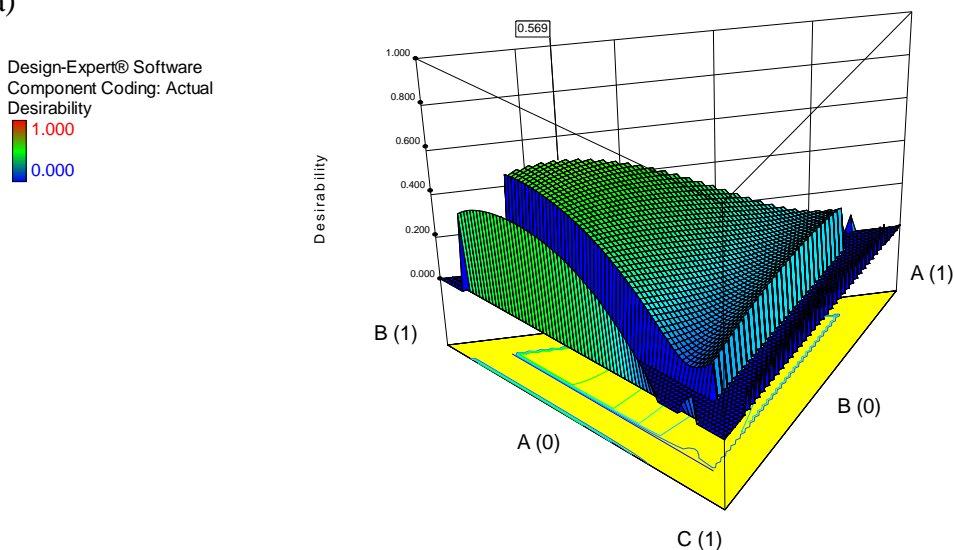 a)
Design-Expert® Software
Component Coding: Actual
Desirability
1.000
0.000
0.569
1.000
0.800
0.600
0.400
0.200
0.000
Desirability
B (1)
A (0)
C (1)
B (0)
A (1)